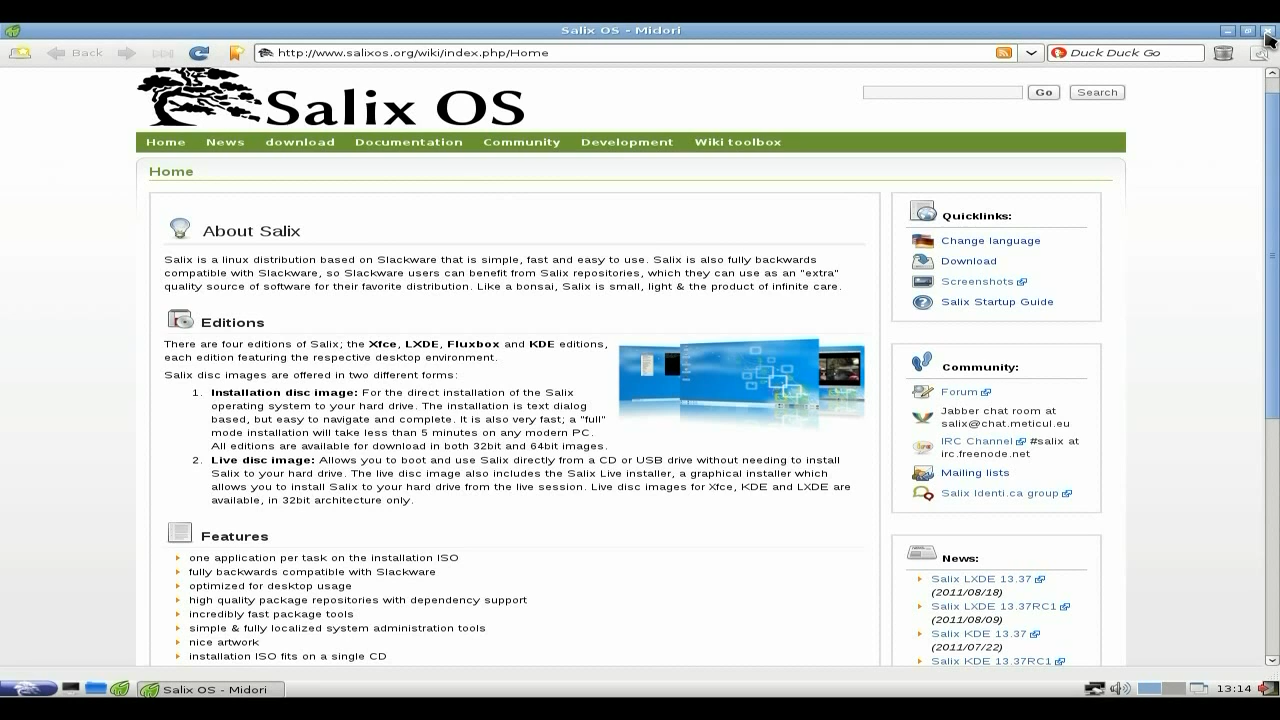 Salix OS - Midori
Back
http://www.salixos.org/wiki/index.php/Home
Duck Duck Go
Salix OS
Go
Search
Home News download Documentation Community Development Wiki toolbox
Home
About Salix
Salix is a linux distribution based on Slackware that is simple, fast and easy to use. Salix is also fully backwards
compatible with Slackware, so Slackware users can benefit from Salix repositories, which they can use as an "extra"
quality source of software for their favorite distribution. Like a bonsai, Salix is small, light & the product of infinite care.
Editions
There are four editions of Salix; the Xfce, LXDE, Fluxbox and KDE editions,
each edition featuring the respective desktop environment.
Salix disc images are offered in two different forms:
1. Installation disc image: For the direct installation of the Salix
operating system to your hard drive. The installation is text dialog
based, but easy to navigate and complete. It is also very fast; a "full"
mode installation will take less than 5 minutes on any modern PC.
All editions are available for download in both 32bit and 64bit images.
2. Live disc image: Allows you to boot and use Salix directly from a CD or USB drive without needing to install
Salix to your hard drive. The live disc image also includes the Salix Live installer, a graphical installer which
allows you to install Salix to your hard drive from the live session. Live disc images for Xfce, KDE and LXDE are
available, in 32bit architecture only.
Features
one application per task on the installation ISO
fully backwards compatible with Slackware
optimized for desktop usage
high quality package repositories with dependency support
incredibly fast package tools
simple & fully localized system administration tools
nice artwork
installation ISO fits on a single CD
Quicklinks:
Change language
Download
Screenshots
Salix Startup Guide
Community:
Forum
Jabber chat room at
salix@chat.meticul.eu
IRC Channel #salix at
irc.freenode.net
Mailing lists
Salix Identi.ca group
News:
Salix LXDE 13.37
(2011/08/18)
Salix LXDE 13.37RC1
(2011/08/09)
Salix KDE 13.37
(2011/07/22)
Salix KDE 13.37RC1
Salix OS - Midori
13:14